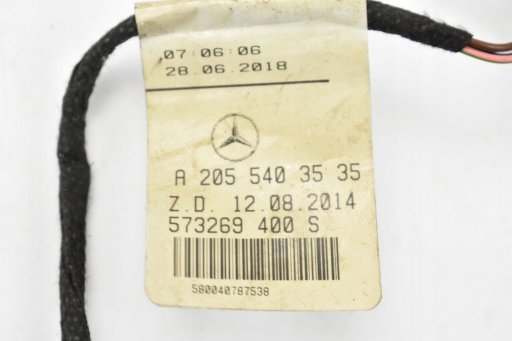 07:06:06
28.06.2018
A 205 540 35 35
Z.D. 12.08.2014
573269 400 S
580040787538